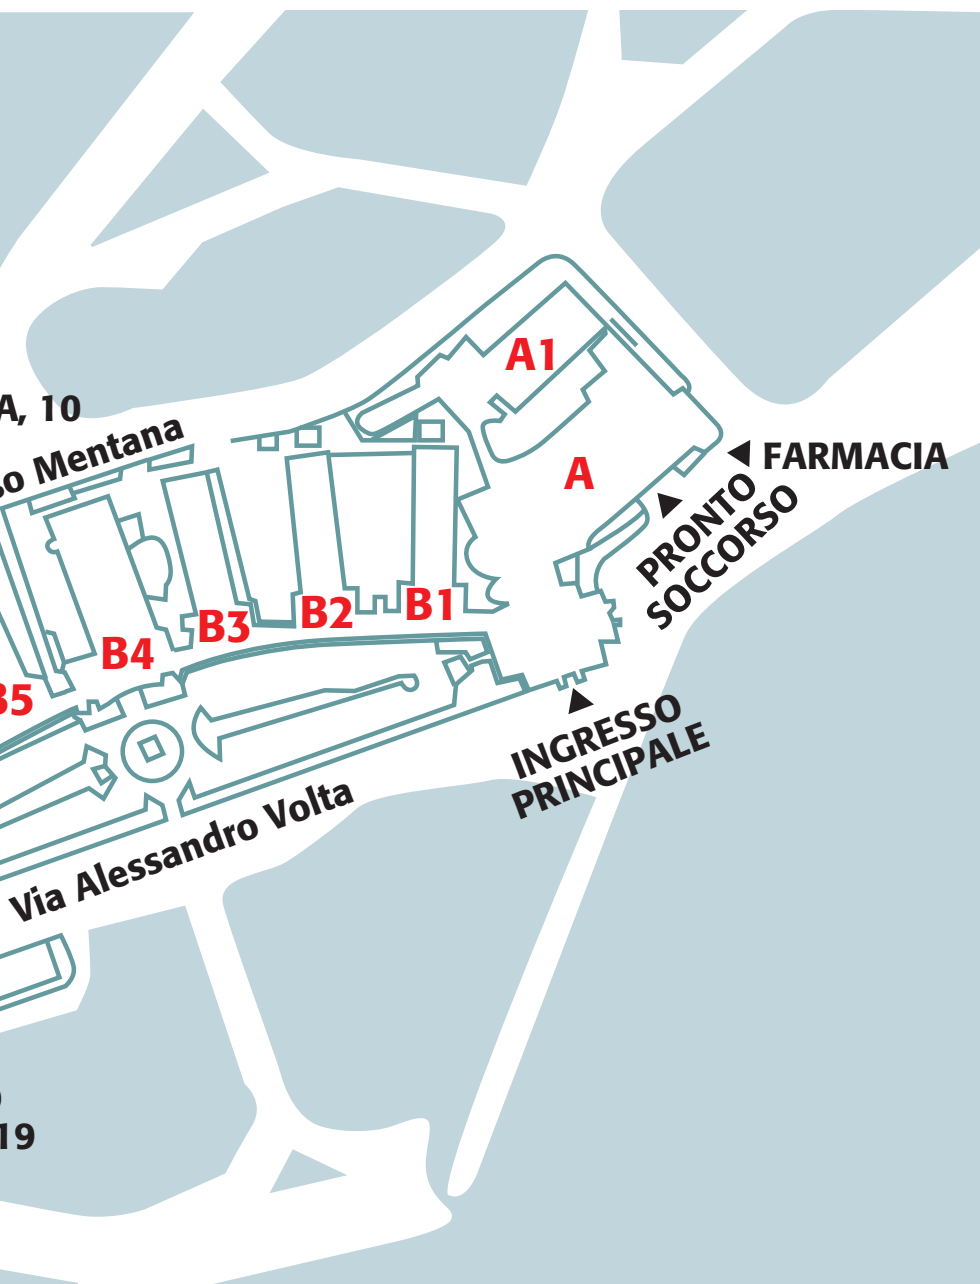 A1
A, 10
so Mentana
FARMACIA
A
PRONTO
SOCCORSO
B1
B2
B3
B4
B5
INGRESSO
PRINCIPALE
Via Alessandro Volta
19